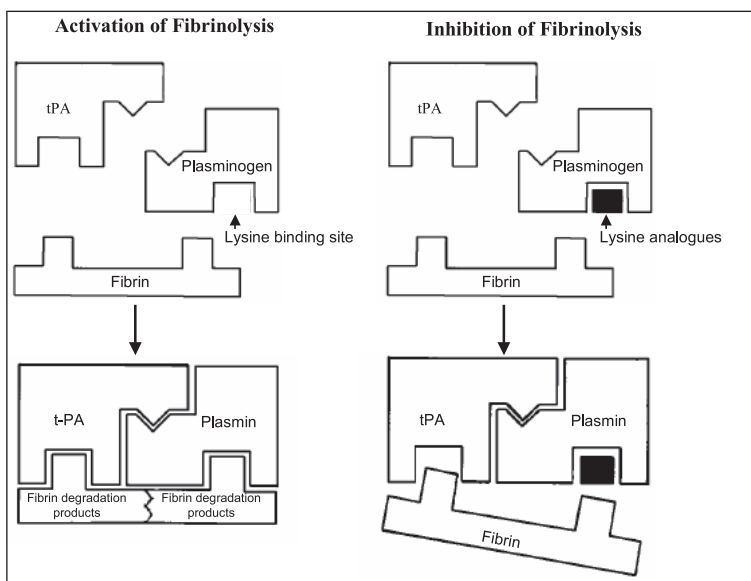 Activation of Fibrinolysis
tPA
Plasminogen
Lysine binding site
Fibrin
t-PA
Plasmin
Fibrin degradation
products
Fibrin degradation
products
Inhibition of Fibrinolysis
tPA
Plasminogen
Lysine analogues
Fibrin
tPA
Plasmin
Fibrin